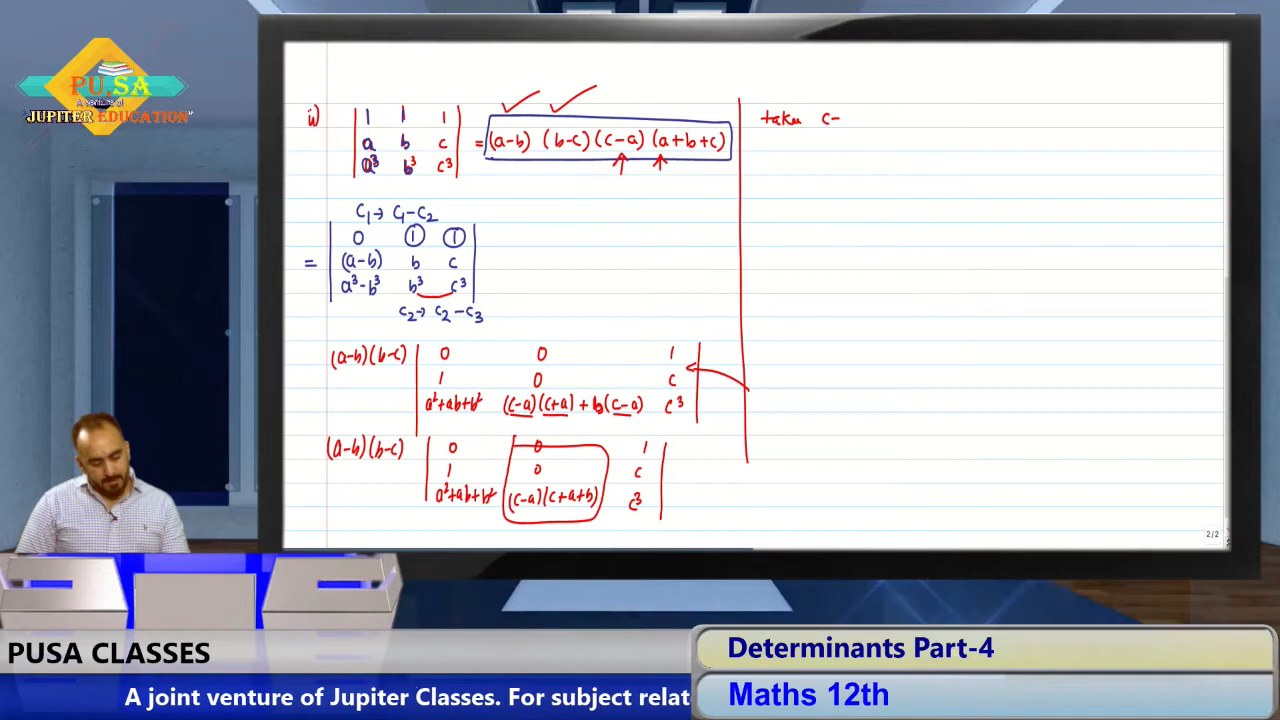 PU,SA
A venture of
"JUPITER EDUCATION"
ii)
1 1 1
a b c
a³ b³ c³
= (a-b) (b-c) (c-a) (a+b+c)
C₁→ C₁-C₂
0 1 1
= (a-b) b c
a³-b³ b³ c³
C₂→ C₂-C₃
(a-b)(b-c) 0 0 1
1 0 c
a²+ab+b² (c-a)(c+a)+b(c-a) c³
(a-b)(b-c) 0 0 1
1 0 c
a²+ab+b² (c-a)(c+a+b) c³
taken c-
2/2
PUSA CLASSES
A joint venture of Jupiter Classes. For subject relat
Determinants Part-4
Maths 12th